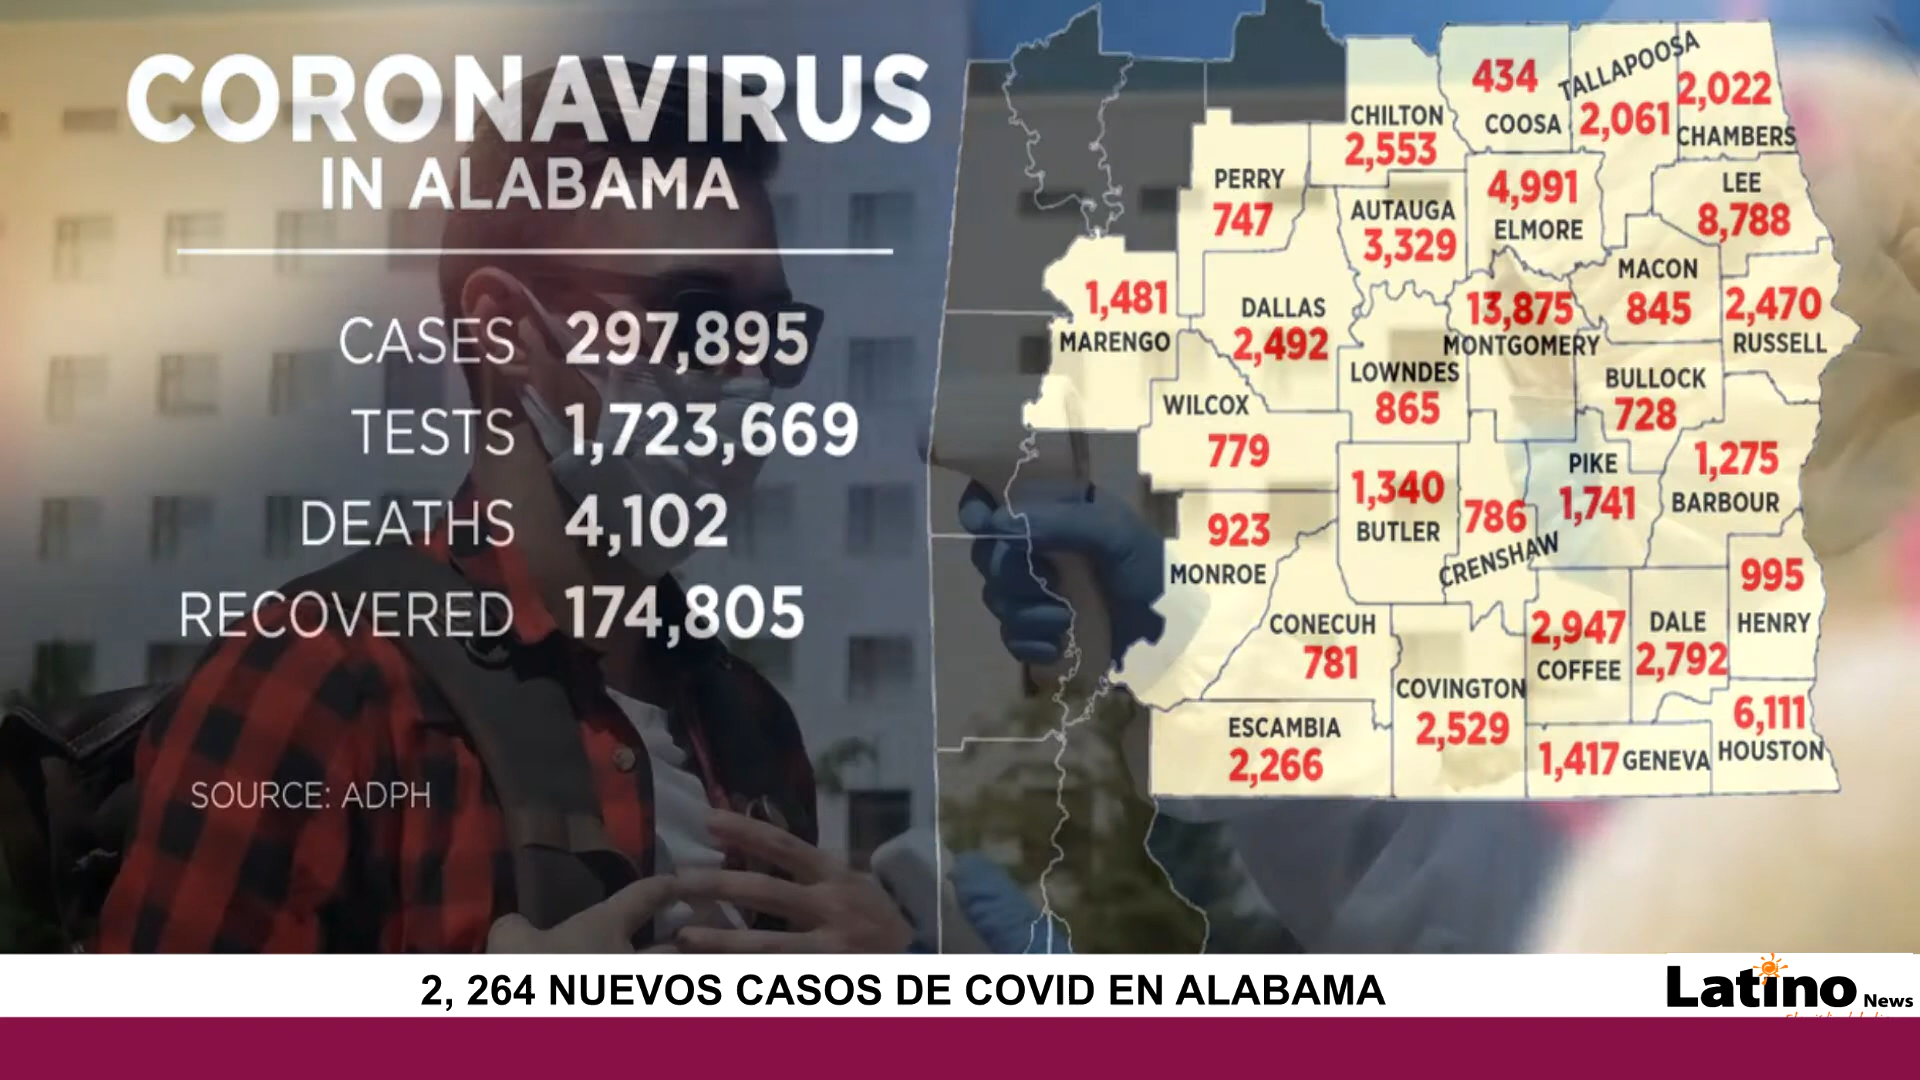 CORONAVIRUS
IN ALABAMA
CASES 297,895
TESTS 1,723,669
DEATHS 4,102
RECOVERED 174,805
SOURCE: ADPH
434
COOSA
TALLAPOOSA
2,061
2,022
CHAMBERS
CHILTON
2,553
PERRY
747
AUTAUGA
3,329
4,991
ELMORE
LEE
8,788
1,481
MARENGO
DALLAS
2,492
13,875
MONTGOMERY
MACON
845
2,470
RUSSELL
LOWNDES
865
BULLOCK
728
WILCOX
779
1,340
BUTLER
786
CRENSHAW
PIKE
1,741
1,275
BARBOUR
923
MONROE
CONECUH
781
COVINGTON
2,529
2,947
COFFEE
DALE
2,792
995
HENRY
ESCAMBIA
2,266
1,417 GENEVA
6,111
HOUSTON
2, 264 NUEVOS CASOS DE COVID EN ALABAMA
Latino News